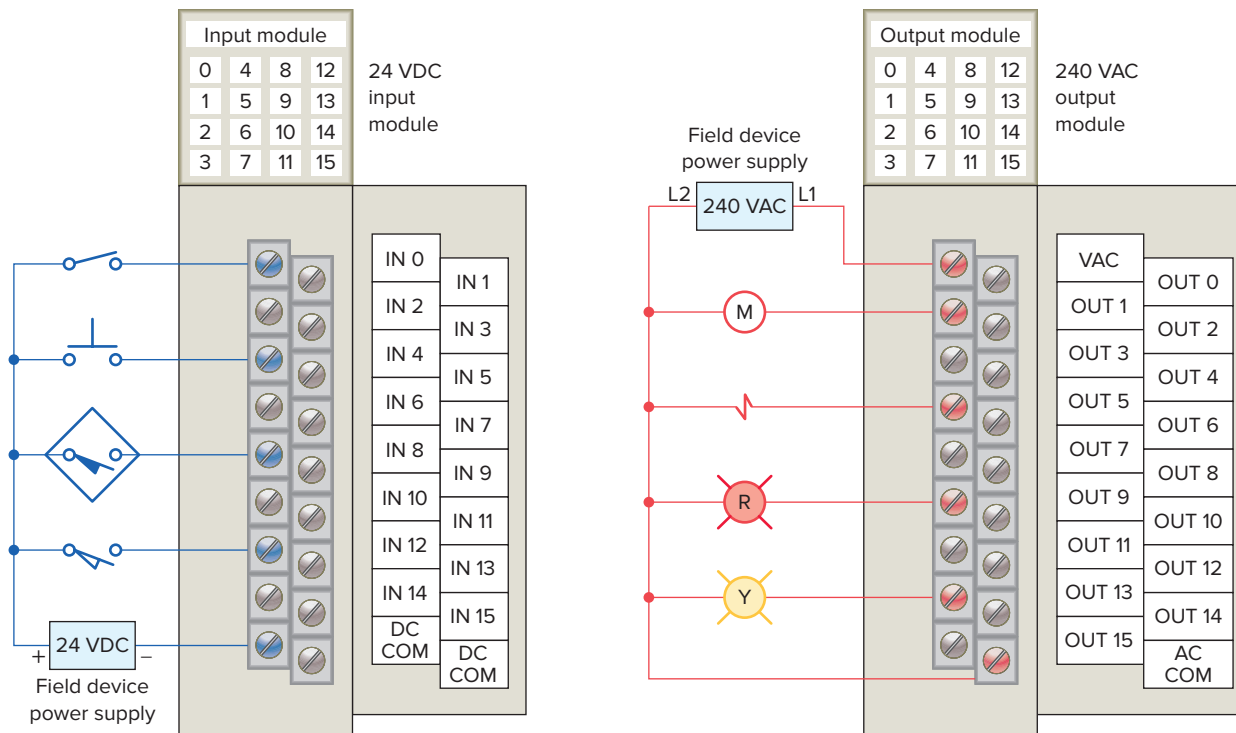 Input module
0 4 8 12
1 5 9 13
2 6 10 14
3 7 11 15
24 VDC
input
module
IN 0
IN 1
IN 2
IN 3
IN 4
IN 5
IN 6
IN 7
IN 8
IN 9
IN 10
IN 11
IN 12
IN 13
IN 14
IN 15
DC
COM
DC
COM
+ 24 VDC −
Field device
power supply
Output module
0 4 8 12
1 5 9 13
2 6 10 14
3 7 11 15
240 VAC
output
module
Field device
power supply
L2 240 VAC L1
M
R
Y
VAC
OUT 0
OUT 1
OUT 2
OUT 3
OUT 4
OUT 5
OUT 6
OUT 7
OUT 8
OUT 9
OUT 10
OUT 11
OUT 12
OUT 13
OUT 14
OUT 15
AC
COM